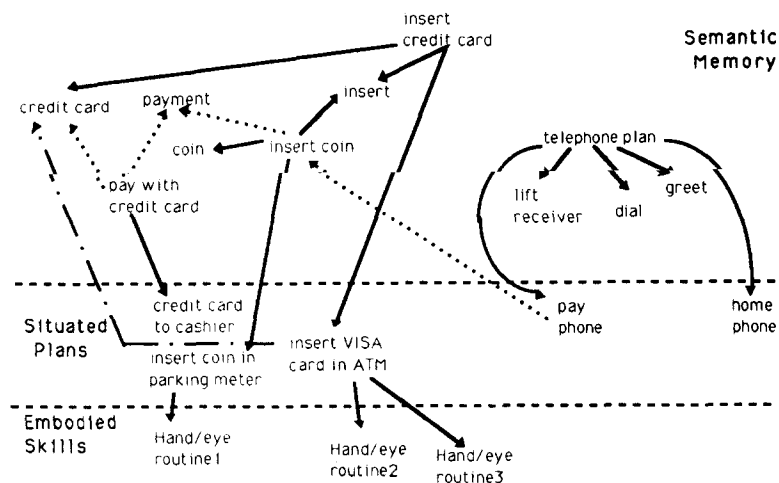 insert
credit card
Semantic
Memory
credit card
payment
insert
coin
insert coin
telephone plan
pay with
credit card
lift
receiver
dial
greet
Situated
Plans
credit card
to cashier
insert coin in
parking meter
insert VISA
card in ATM
pay
phone
home
phone
Embodied
Skills
Hand/eye
routine1
Hand/eye
routine2
Hand/eye
routine3